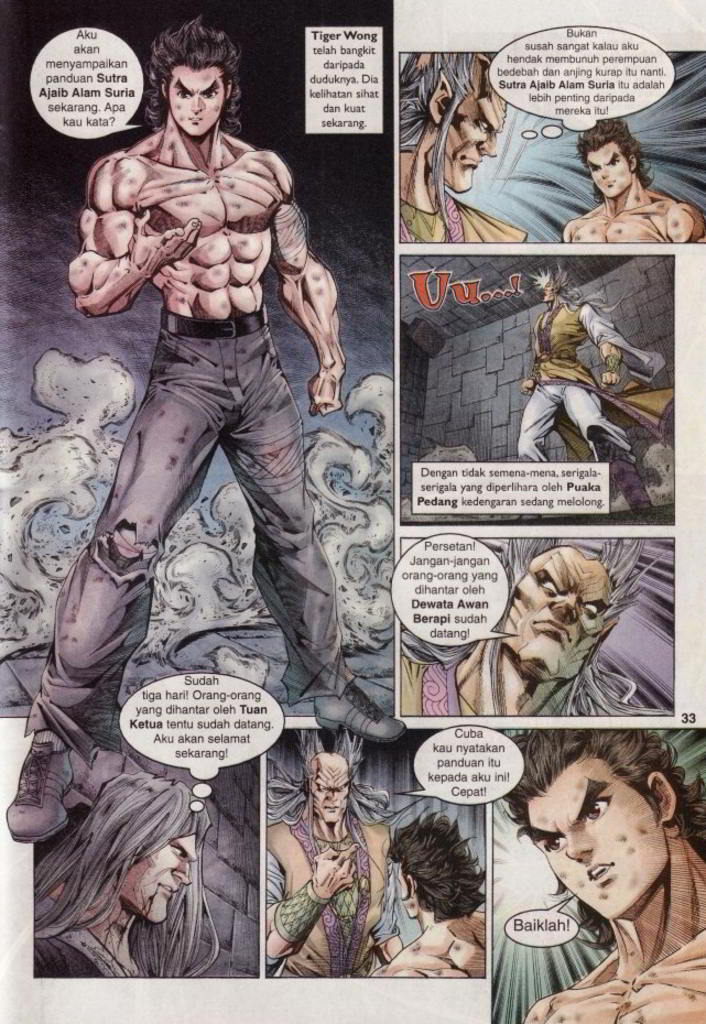 Aku
akan
menyampaikan
panduan Sutra
Ajaib Alam Suria
sekarang. Apa
kau kata?
Tiger Wong
telah bangkit
daripada
duduknya. Dia
kelihatan sihat
dan kuat
sekarang.
Bukan
susah sangat kalau aku
hendak membunuh perempuan
bedebah dan anjing kurap itu nanti.
Sutra Ajaib Alam Suria itu adalah
lebih penting daripada
mereka itu!
Uu...!
Dengan tidak semena-mena, serigala-
serigala yang diperlihara oleh Puaka
Pedang kedengaran sedang melolong.
Persetan!
Jangan-jangan
orang-orang yang
dihantar oleh
Dewata Awan
Berapi sudah
datang!
33
Sudah
tiga hari! Orang-orang
yang dihantar oleh Tuan
Ketua tentu sudah datang.
Aku akan selamat
sekarang!
Cuba
kau nyatakan
panduan itu
kepada aku ini!
Cepat!
Baiklah!